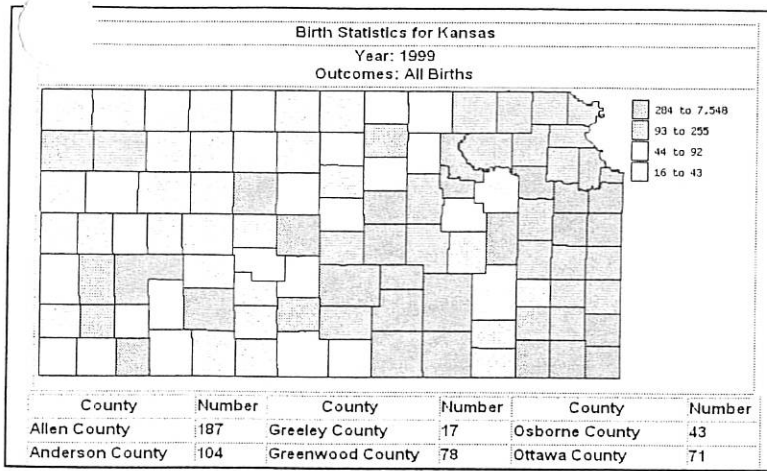 Birth Statistics for Kansas
Year: 1999
Outcomes: All Births
284 to 7,548
93 to 255
44 to 92
16 to 43
County Number County Number County Number
Allen County 187 Greeley County 17 Osborne County 43
Anderson County 104 Greenwood County 78 Ottawa County 71